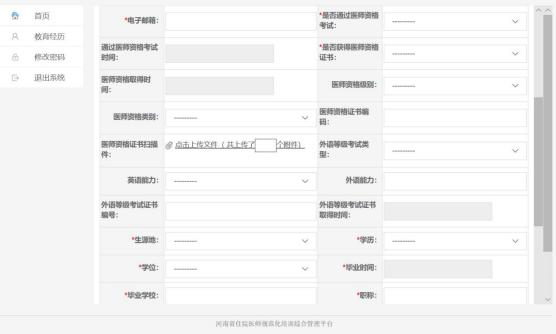 首页
教育经历
修改密码
退出系统
*电子邮箱：
*是否通过医师资格
考试：
---------
通过医师资格考试
时间：
*是否获得医师资格
证书：
---------
医师资格取得时
间：
医师资格级别：
---------
医师资格类别：
---------
医师资格证书编
码：
医师资格证书扫描
件：
点击上传文件（共上传了 个附件）
外语等级考试类
型：
---------
英语能力：
---------
外语能力：
外语等级考试证书
编号：
外语等级考试证书
取得时间：
*生源地：
---------
*学历：
---------
*学位：
---------
*毕业时间：
*毕业学校：
*职称：
河南省住院医师规范化培训综合管理平台